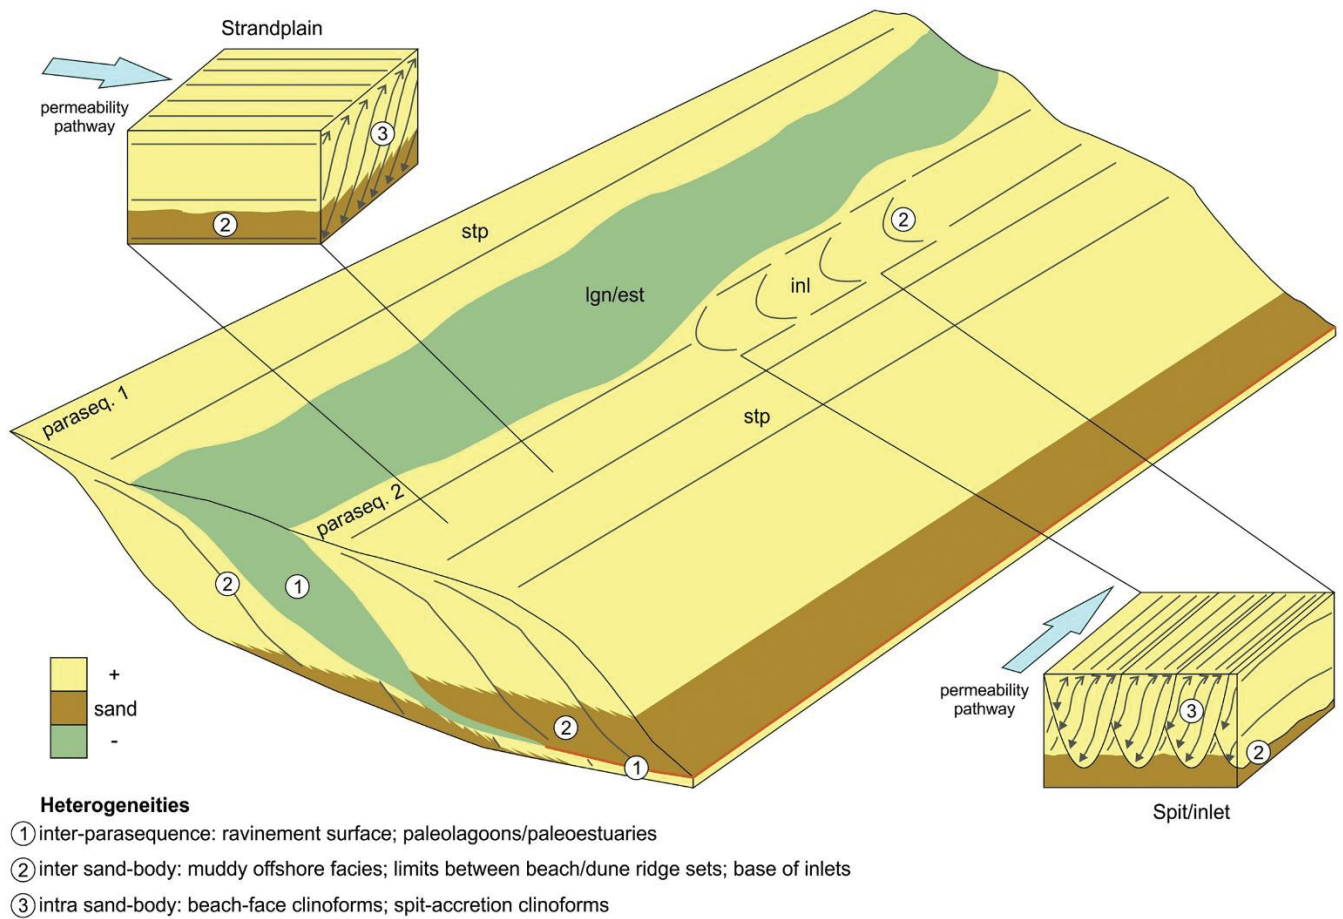 Strandplain
permeability
pathway
3
2
stp
2
lgn/est
inl
paraseq. 1
stp
paraseq. 2
2
1
+
sand
-
2
1
permeability
pathway
3
2
Spit/inlet
Heterogeneities
1 inter-parasequence: ravinement surface; paleolagoons/paleoestuaries
2 inter sand-body: muddy offshore facies; limits between beach/dune ridge sets; base of inlets
3 intra sand-body: beach-face clinoforms; spit-accretion clinoforms